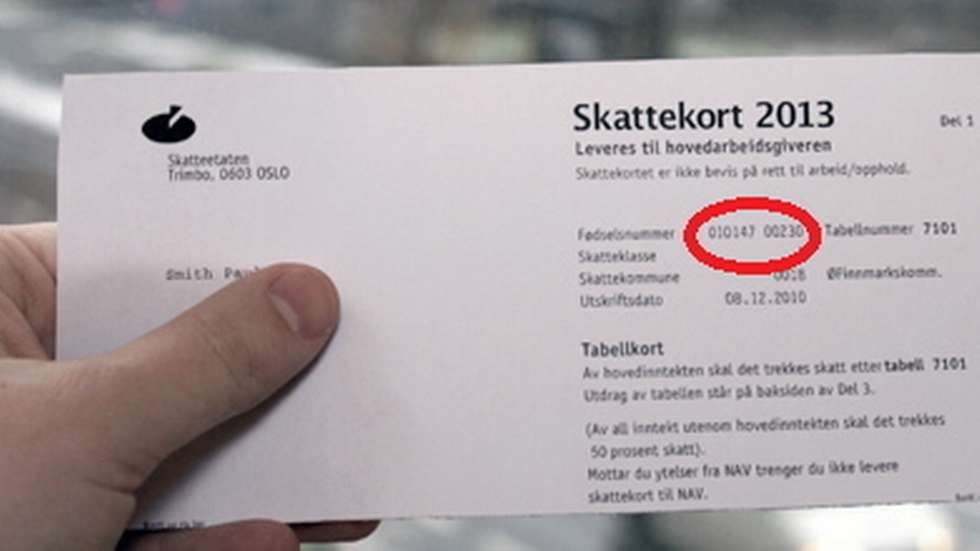 Skattekort 2013
Del 1
Leveres til hovedarbeidsgiveren
Skattekortet er ikke bevis på rett til arbeid/opphold.
Skatteetaten
Trimbo, 0603 OSLO
Fødselsnummer 010147 00230 Tabellnummer 7101
Skatteklasse
Skattekommune 0018 ØFinnmarkskomm.
Utskriftsdato 08.12.2010
Smith
Tabellkort
Av hovedinntekten skal det trekkes skatt etter tabell 7101
Utdrag av tabellen står på baksiden av Del 3.
(Av all inntekt utenom hovedinntekten skal det trekkes
50 prosent skatt).
Mottar du ytelser fra NAV trenger du ikke levere
skattekort til NAV.